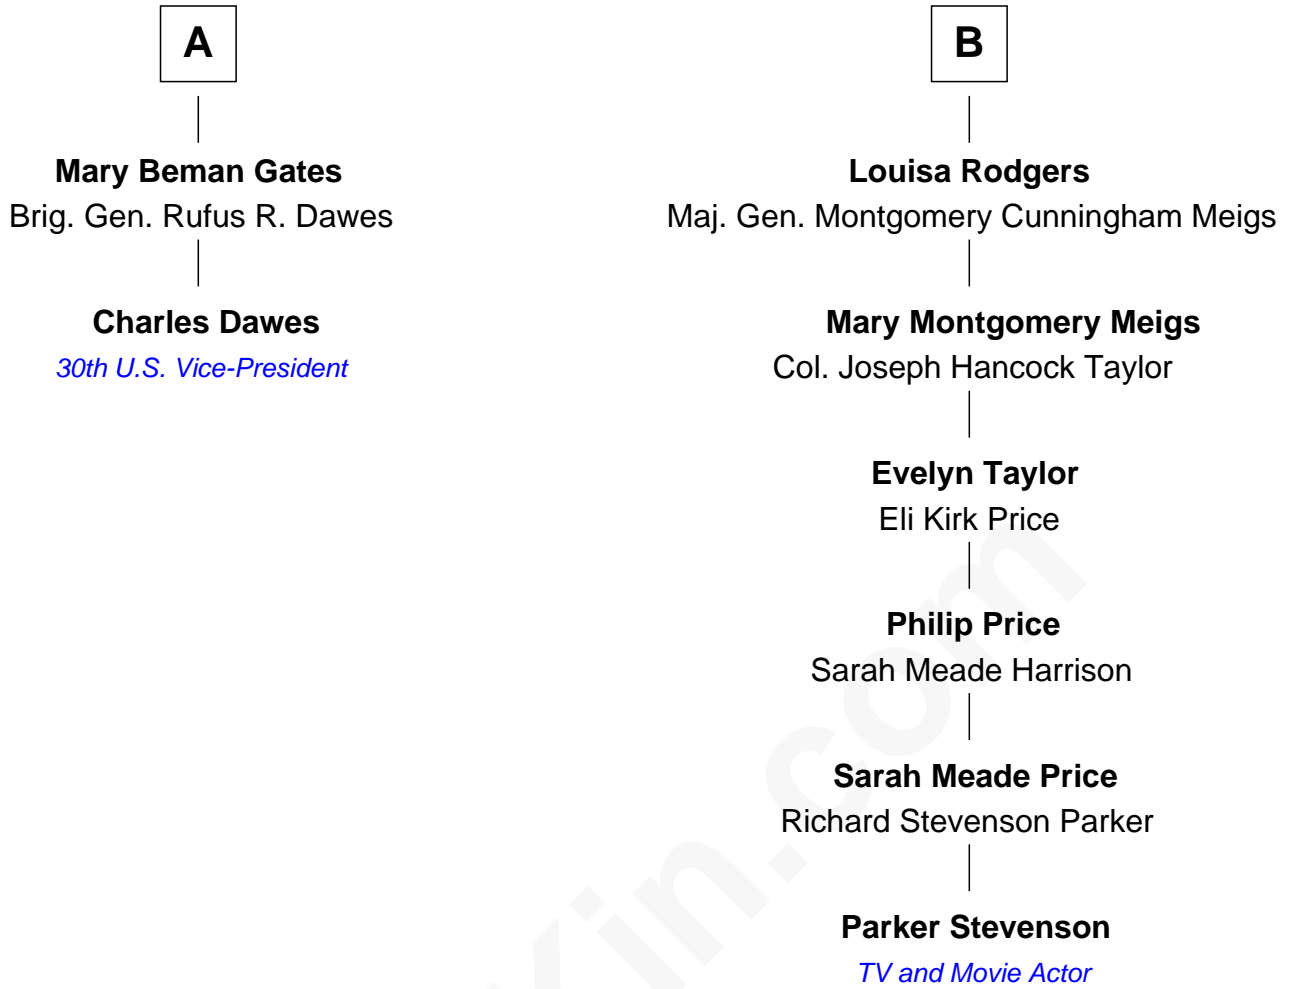 A
Mary Beman Gates
Brig. Gen. Rufus R. Dawes
Charles Dawes
30th U.S. Vice-President
B
Louisa Rodgers
Maj. Gen. Montgomery Cunningham Meigs
Mary Montgomery Meigs
Col. Joseph Hancock Taylor
Evelyn Taylor
Eli Kirk Price
Philip Price
Sarah Meade Harrison
Sarah Meade Price
Richard Stevenson Parker
Parker Stevenson
TV and Movie Actor
Kin.com